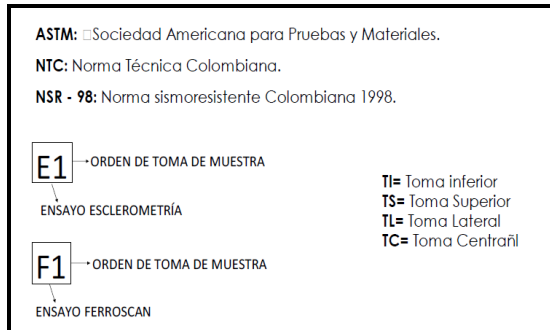 ASTM: □Sociedad Americana para Pruebas y Materiales.
NTC: Norma Técnica Colombiana.
NSR - 98: Norma sismoresistente Colombiana 1998.
E1 ORDEN DE TOMA DE MUESTRA
ENSAYO ESCLEROMETRÍA
F1 ORDEN DE TOMA DE MUESTRA
ENSAYO FERROSCAN
TI= Toma inferior
TS= Toma Superior
TL= Toma Lateral
TC= Toma Centrañl